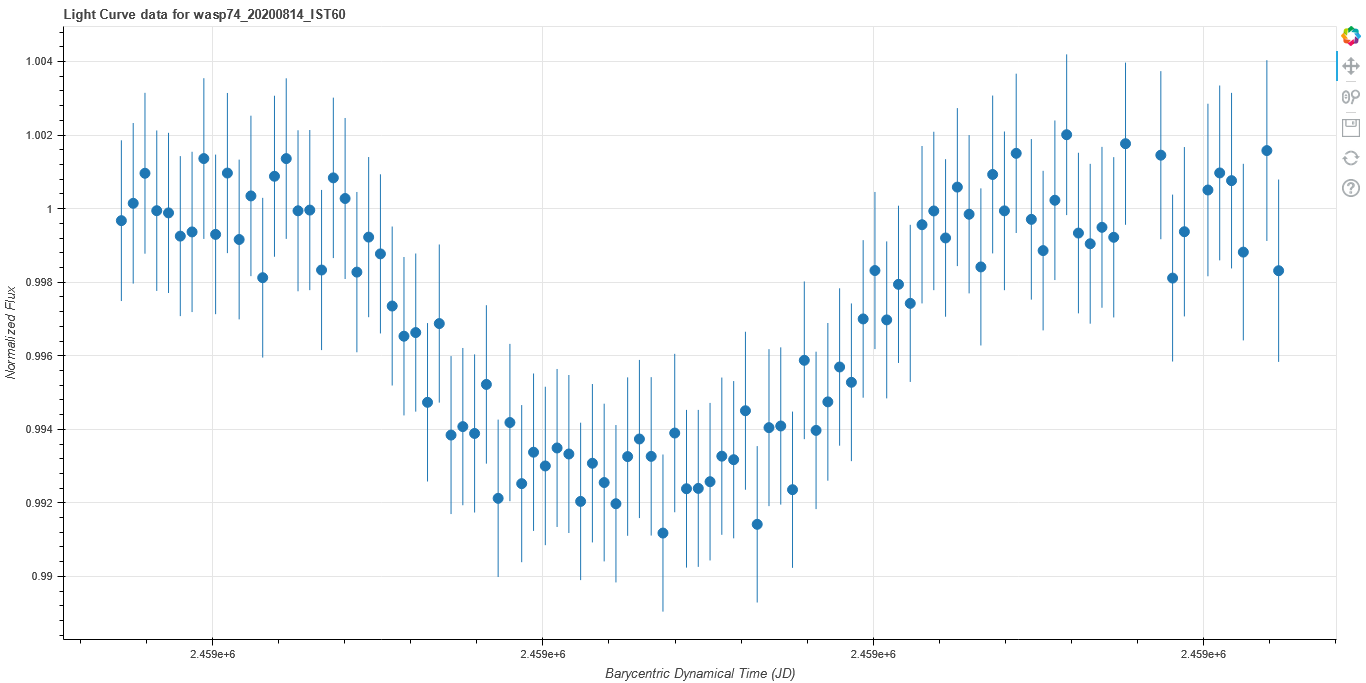 Light Curve data for wasp74_20200814_IST60
1.004
1.002
1
0.998
0.996
0.994
0.992
0.99
Normalized Flux
2.459e+6 2.459e+6 2.459e+6 2.459e+6
Barycentric Dynamical Time (JD)